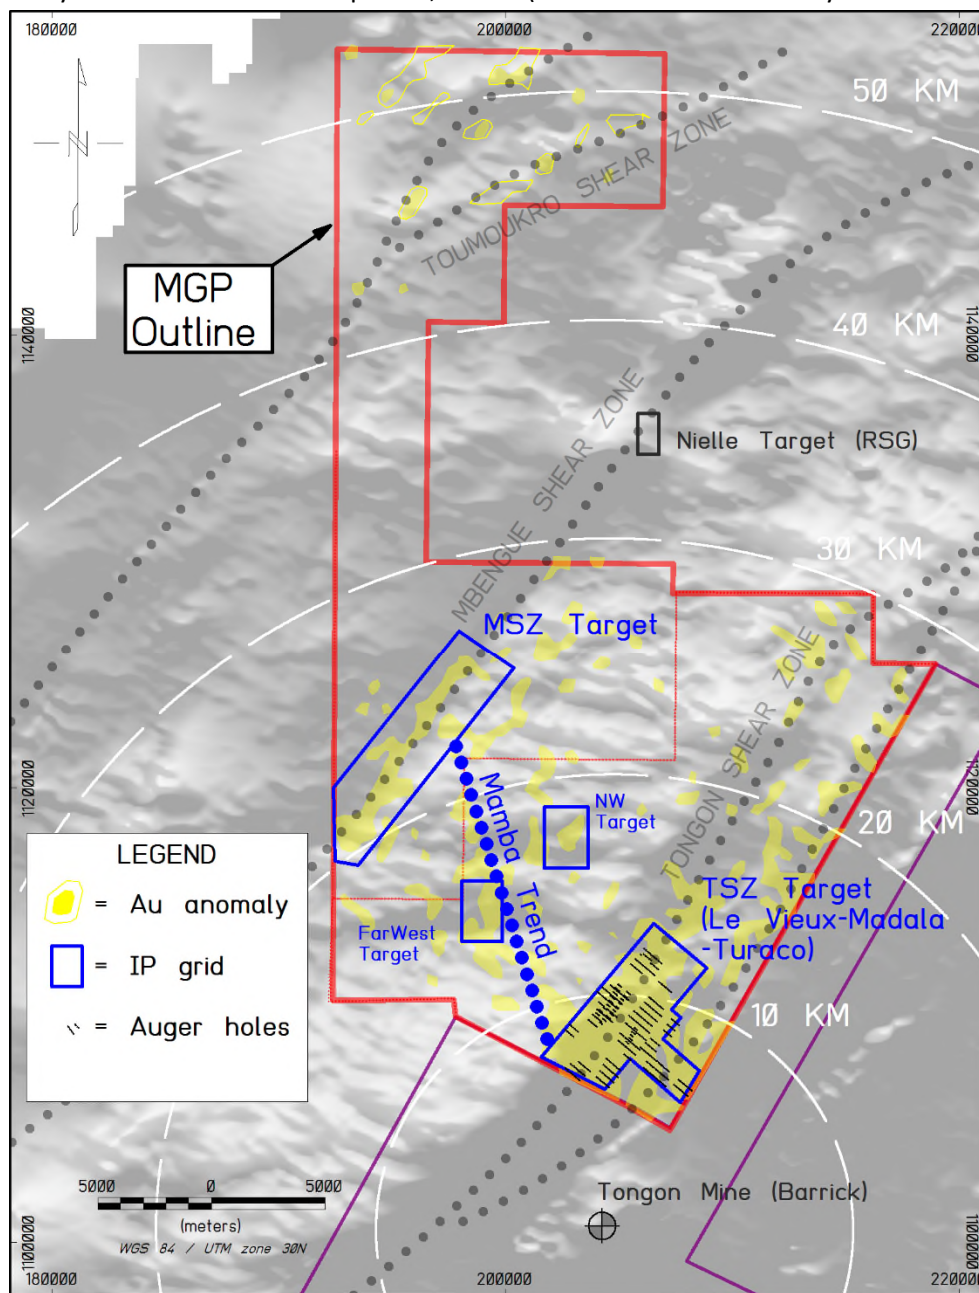 180000
200000
220000
50 KM
N
TOUMOUKRO SHEAR ZONE
MGP
Outline
1140000
1140000
40 KM
MBENGUE SHEAR ZONE
Nielle Target (RSG)
30 KM
MSZ Target
TONGON SHEAR ZONE
1120000
1120000
Mamba Trend
NW
Target
20 KM
LEGEND
= Au anomaly
= IP grid
= Auger holes
FarWest
Target
TSZ Target
(Le Vieux-Madala
-Turaco)
10 KM
5000
0
5000
(meters)
WGS 84 / UTM zone 30N
Tongon Mine (Barrick)
1100000
1100000
180000
200000
220000